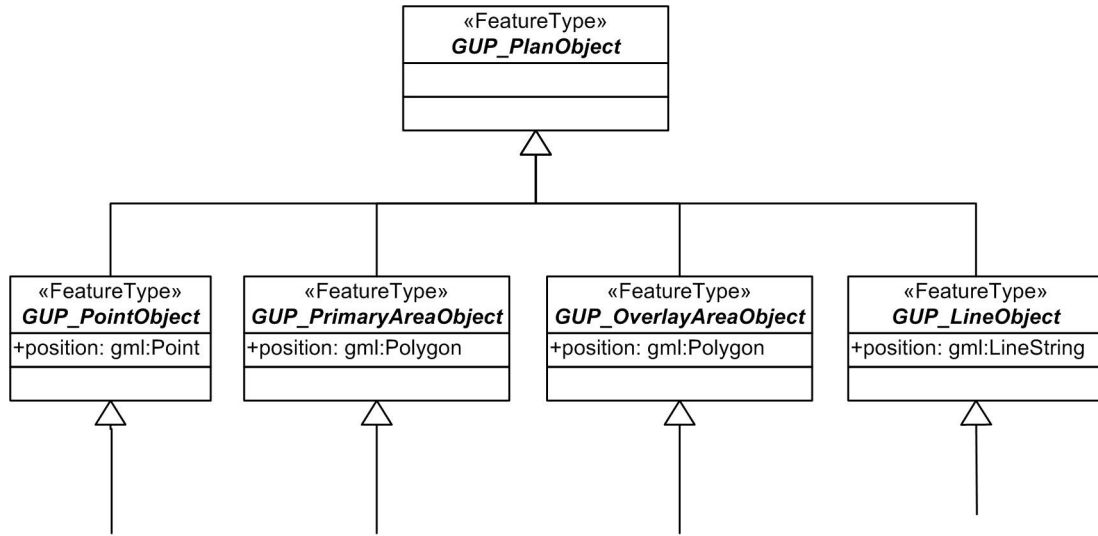 «FeatureType»
GUP_PlanObject
«FeatureType»
GUP_PointObject
+position: gml:Point
«FeatureType»
GUP_PrimaryAreaObject
+position: gml:Polygon
«FeatureType»
GUP_OverlayAreaObject
+position: gml:Polygon
«FeatureType»
GUP_LineObject
+position: gml:LineString